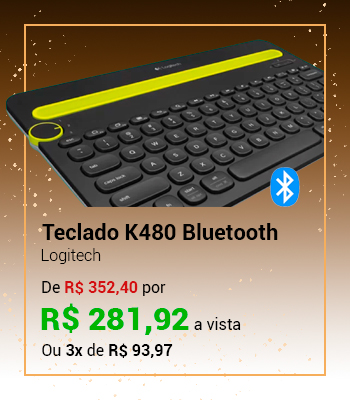 Teclado K480 Bluetooth
Logitech
De R$ 352,40 por
R$ 281,92 a vista
Ou 3x de R$ 93,97